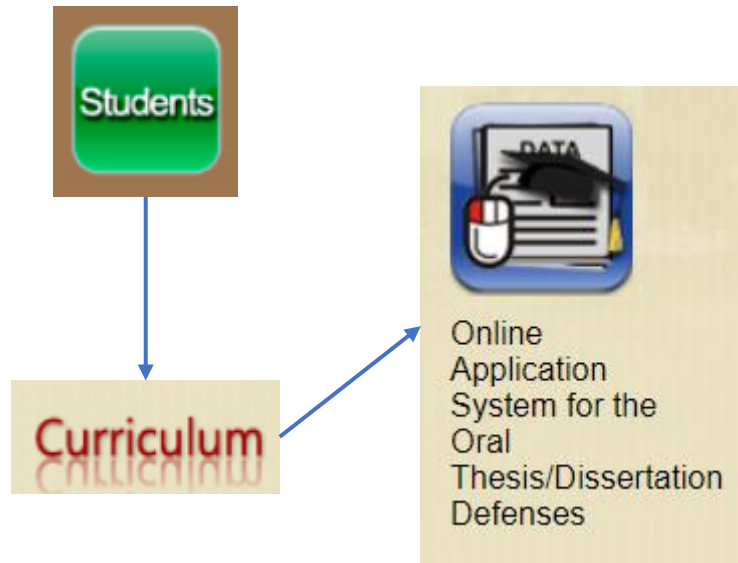 Students
Curriculum
DATA
Online
Application
System for the
Oral
Thesis/Dissertation
Defenses